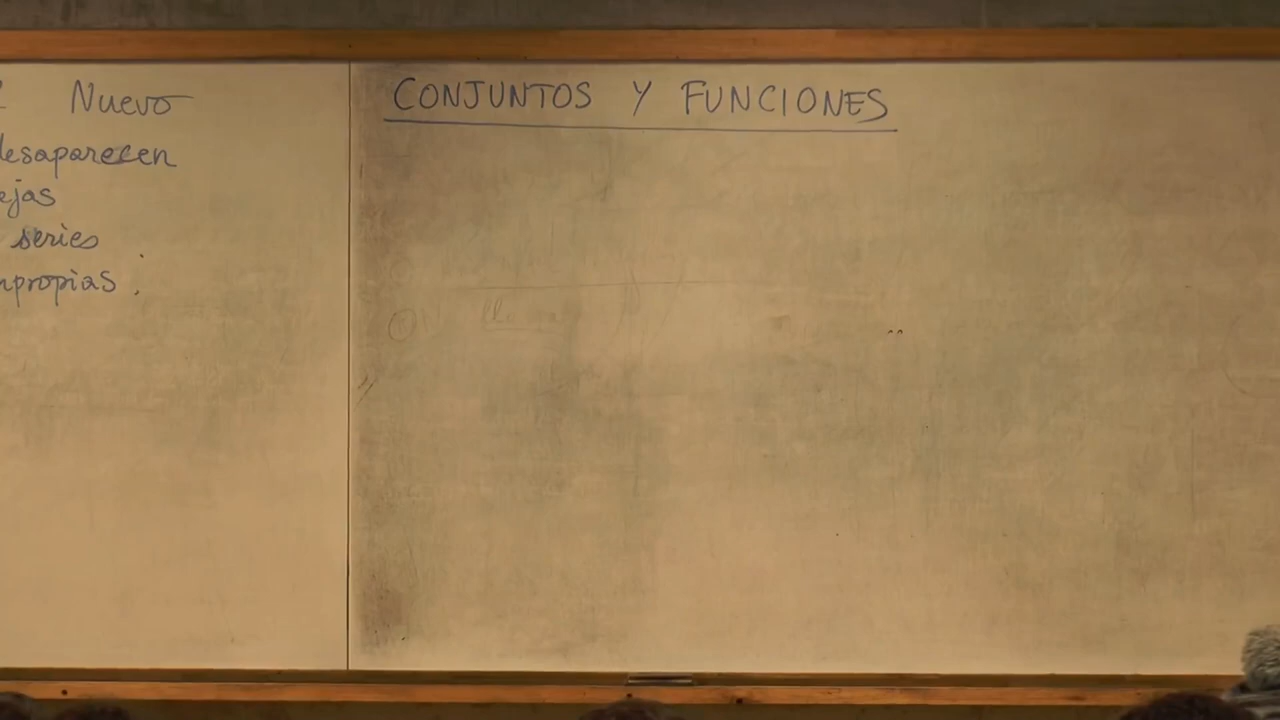 Nuevo
desaparecen
ejas
series
npropias :
CONJUNTOS Y FUNCIONES